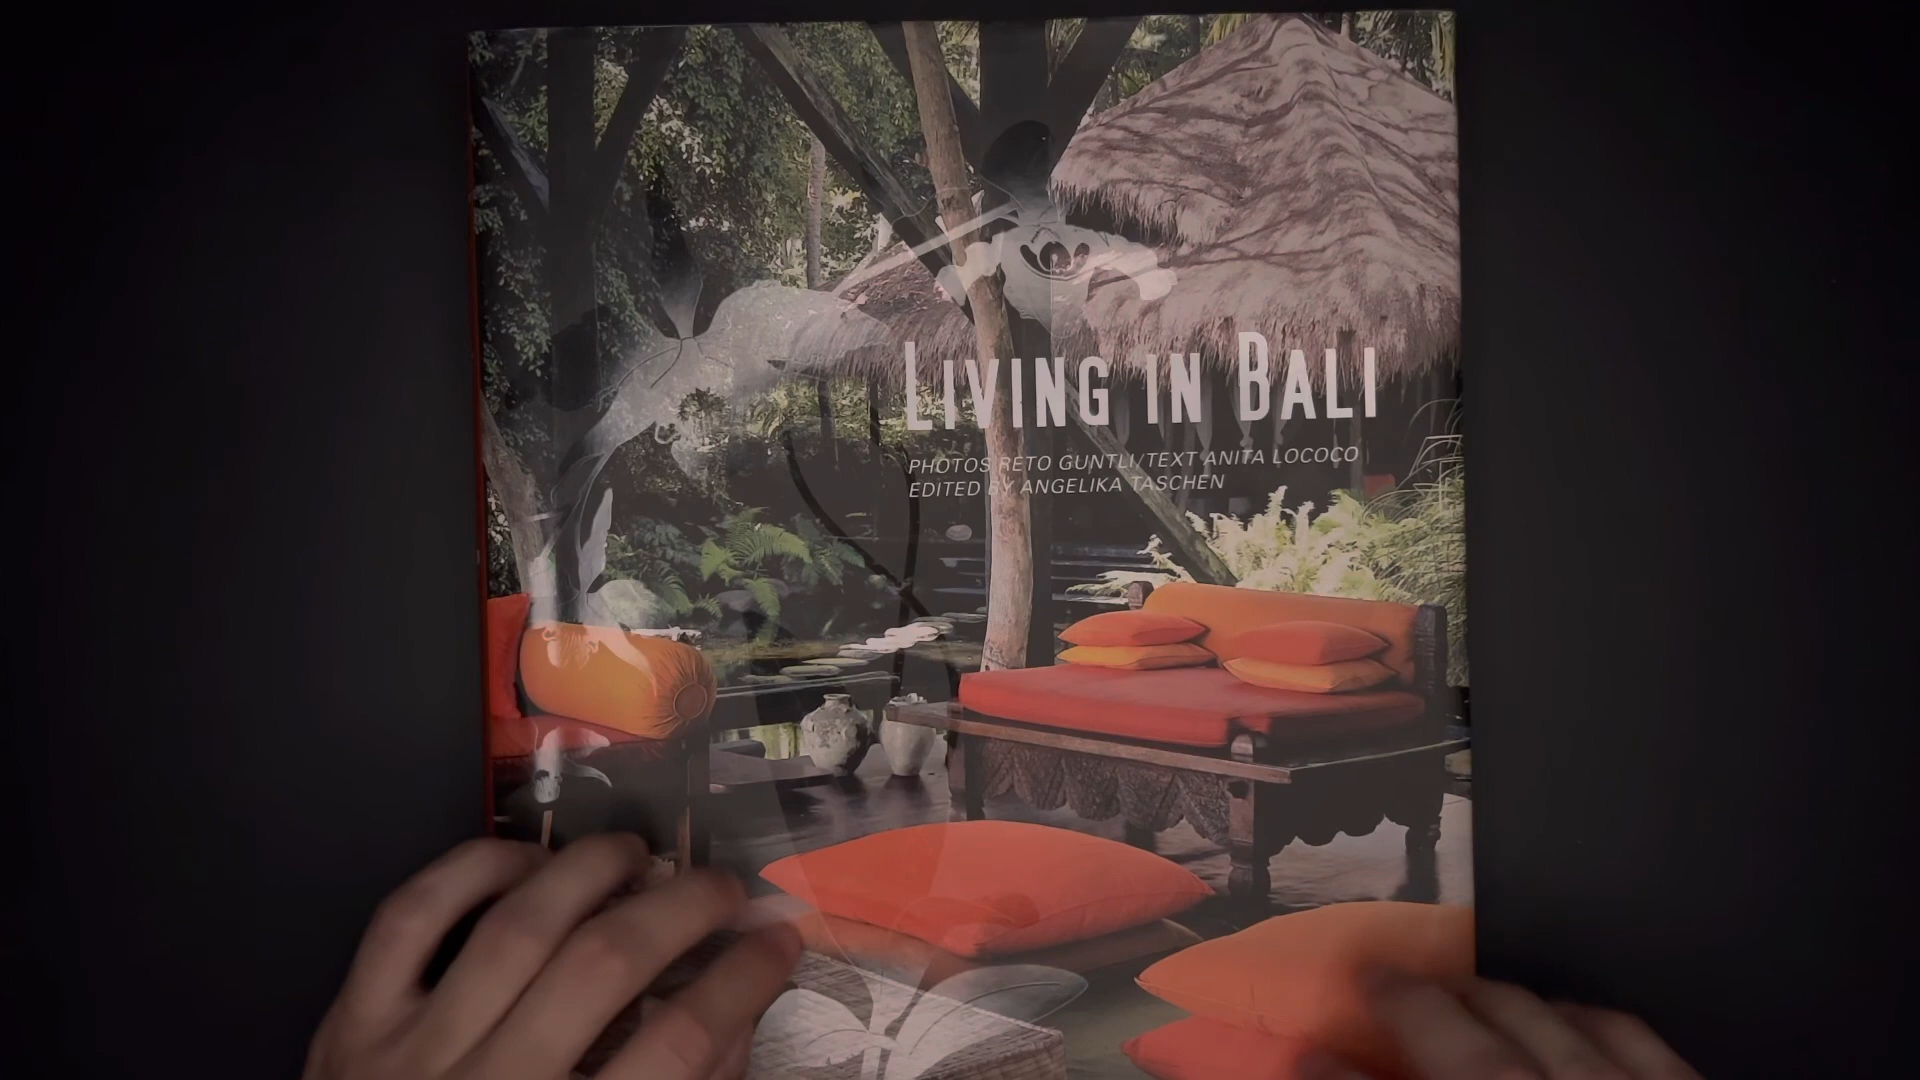 LIVING IN BALI
PHOTOS RETO GUNTLI/TEXT ANITA LOCOCO
EDITED BY ANGELIKA TASCHEN